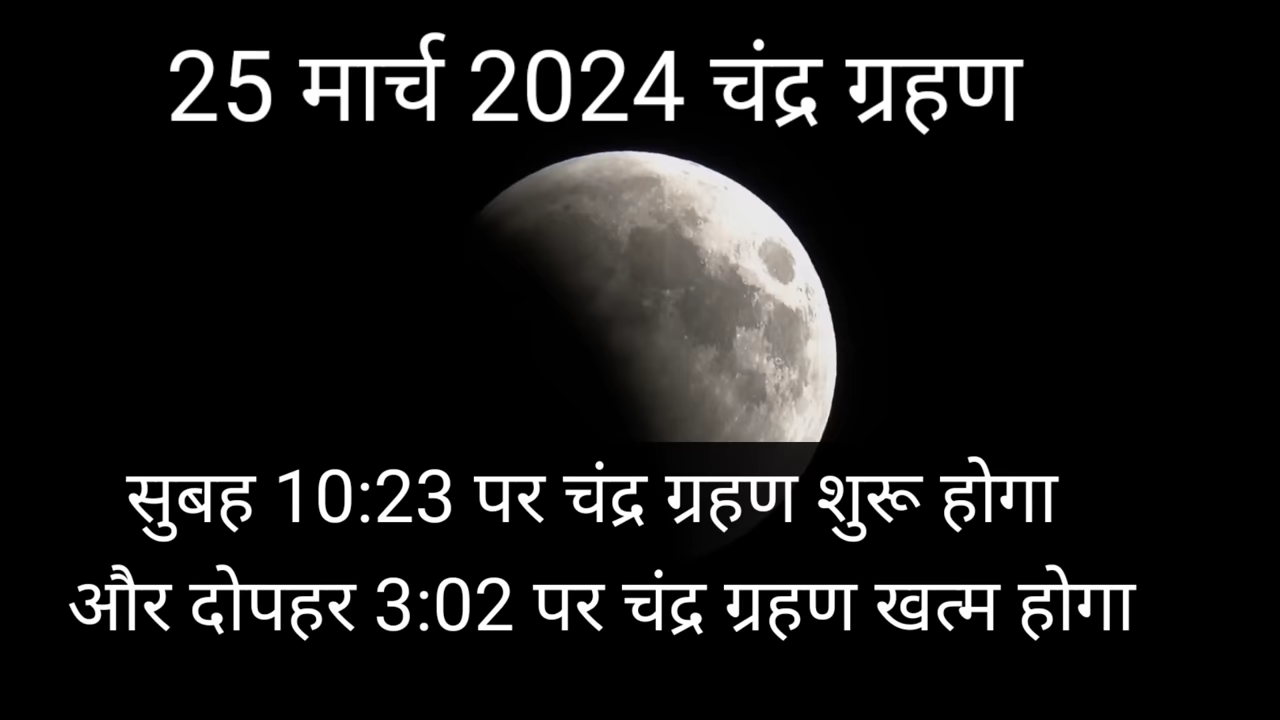 25 मार्च 2024 चंद्र ग्रहण
सुबह 10:23 पर चंद्र ग्रहण शुरू होगा
और दोपहर 3:02 पर चंद्र ग्रहण खत्म होगा